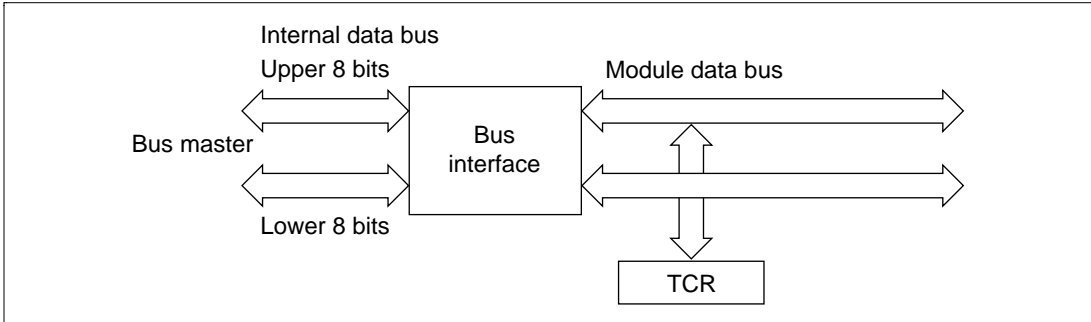 Internal data bus
Upper 8 bits
Module data bus
Bus master
Bus
interface
Lower 8 bits
TCR